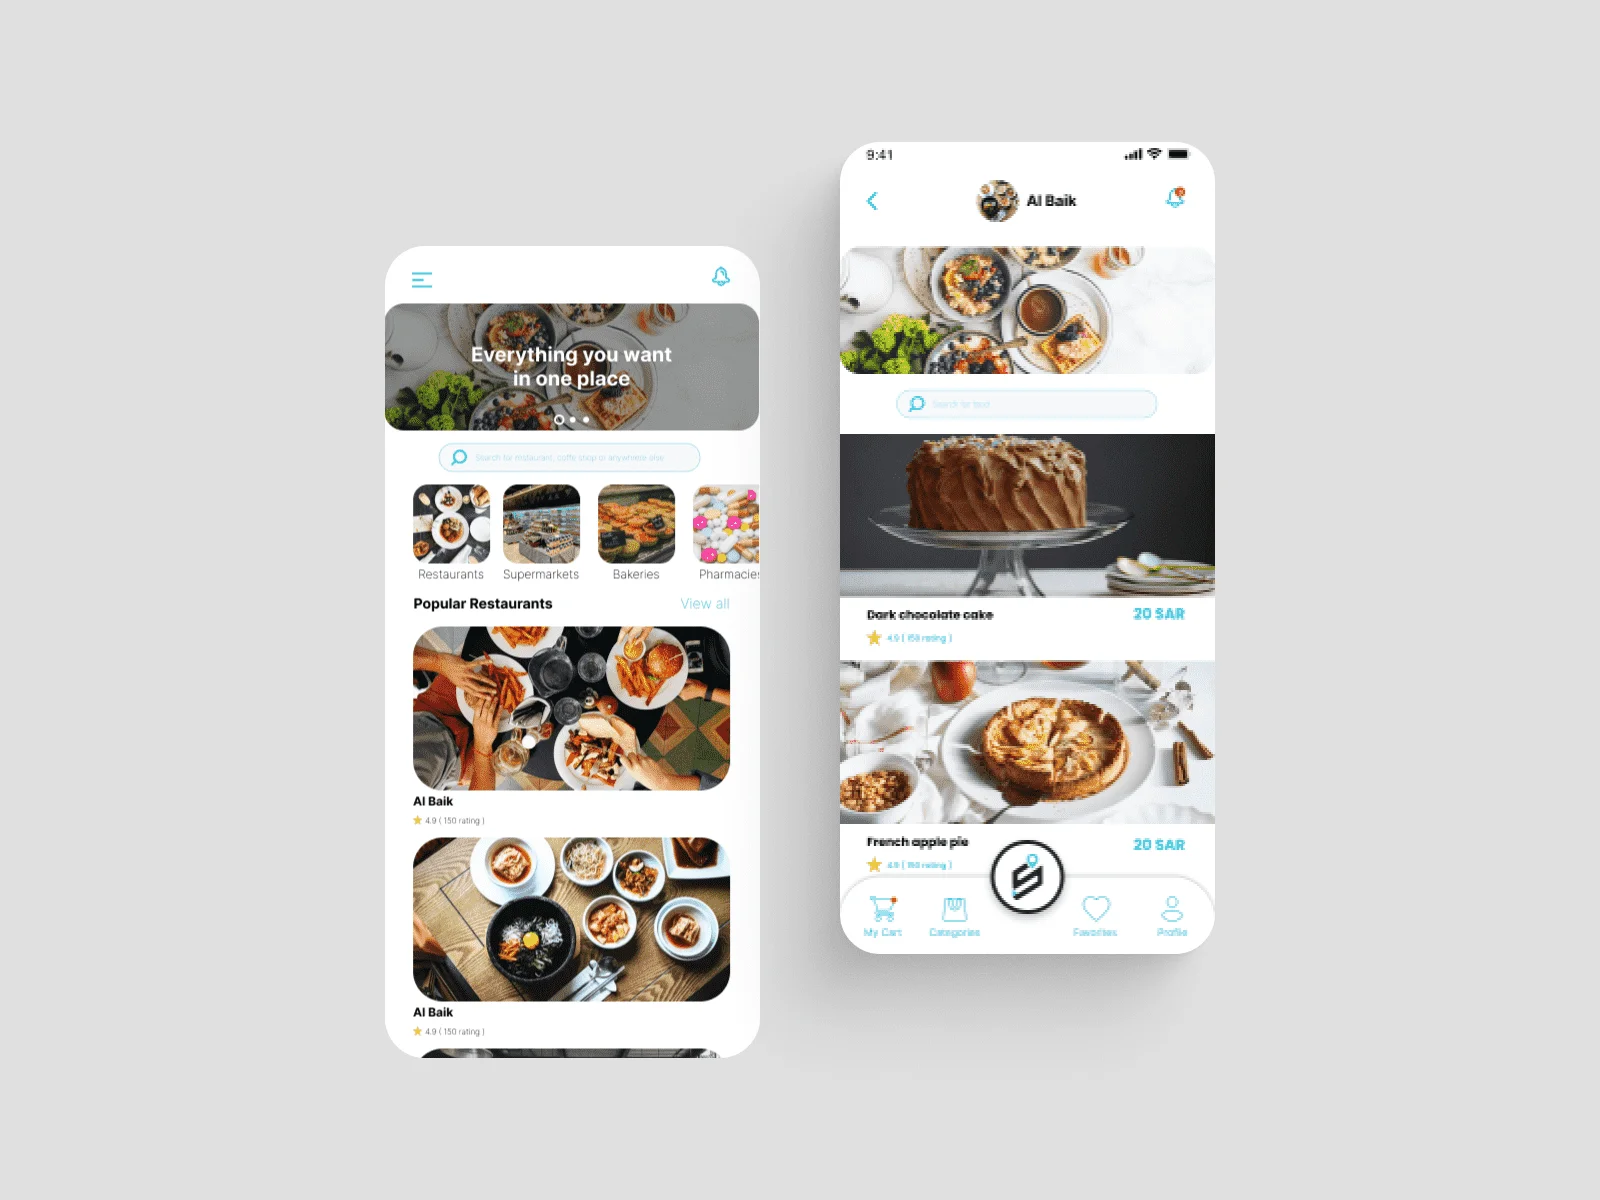 Everything you want
in one place
Search for restaurant, coffe shop or anywhere else
Restaurants
Supermarkets
Bakeries
Pharmacies
Popular Restaurants
View all
Al Baik
4.9 ( 150 rating )
Al Baik
4.9 ( 150 rating )
9:41
Al Baik
Search for
Dark chocolate cake
20 SAR
4.9 ( 150 rating )
French apple pie
20 SAR
4.9 ( 150 rating )
My Cart
Categories
Favorites
Profile